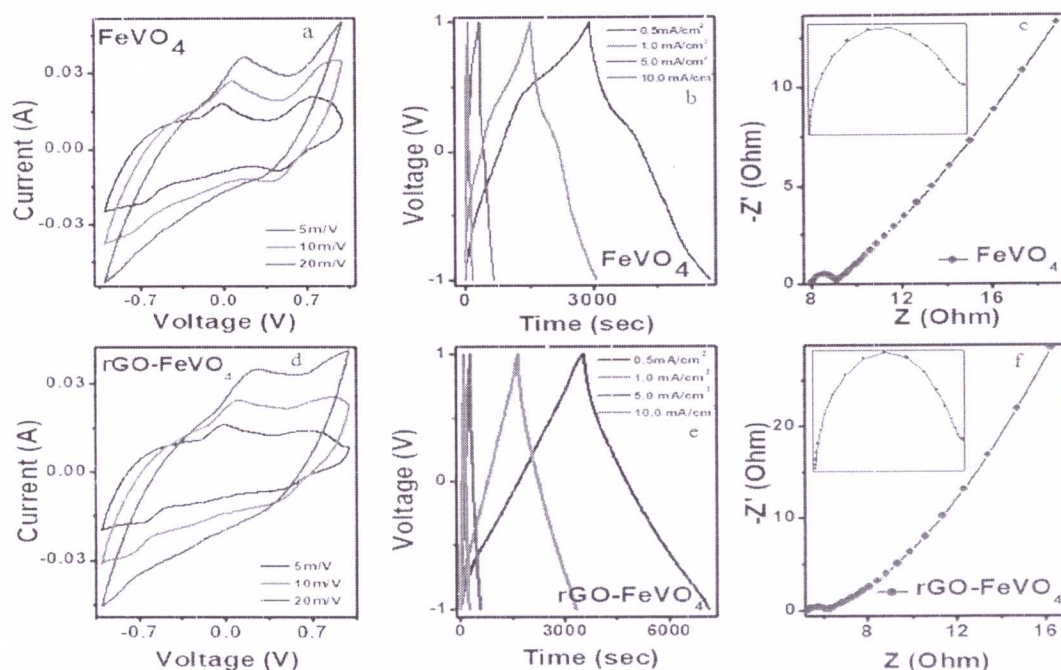 FeVO4
a
0.03
0.00
-0.03
Current (A)
5m/V
10m/V
20m/V
-0.7
0.0
0.7
Voltage (V)
1
0
-1
Voltage (V)
0.5mA/cm2
1.0 mA/cm2
5.0 mA/cm2
10.0 mA/cm2
b
FeVO4
0
3000
Time (sec)
c
10
5
0
-Z' (Ohm)
FeVO4
8
12
16
Z (Ohm)
d
rGO-FeVO4
0.03
0.00
-0.03
Current (A)
5m/V
10m/V
20m/V
-0.7
0.0
0.7
Voltage (V)
1
0
-1
Voltage (V)
0.5mA/cm2
1.0 mA/cm2
5.0 mA/cm2
10.0 mA/cm
e
rGO-FeVO4
0
3000
6000
Time (sec)
f
20
10
0
-Z' (Ohm)
rGO-FeVO4
8
12
16
Z (Ohm)